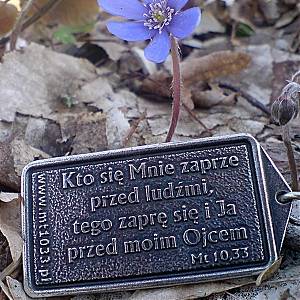 Kto się Mnie zaprze
przed ludźmi,
tego zaprę się i Ja
przed moim Ojcem
Mt 10,33
www.mt1033.pl